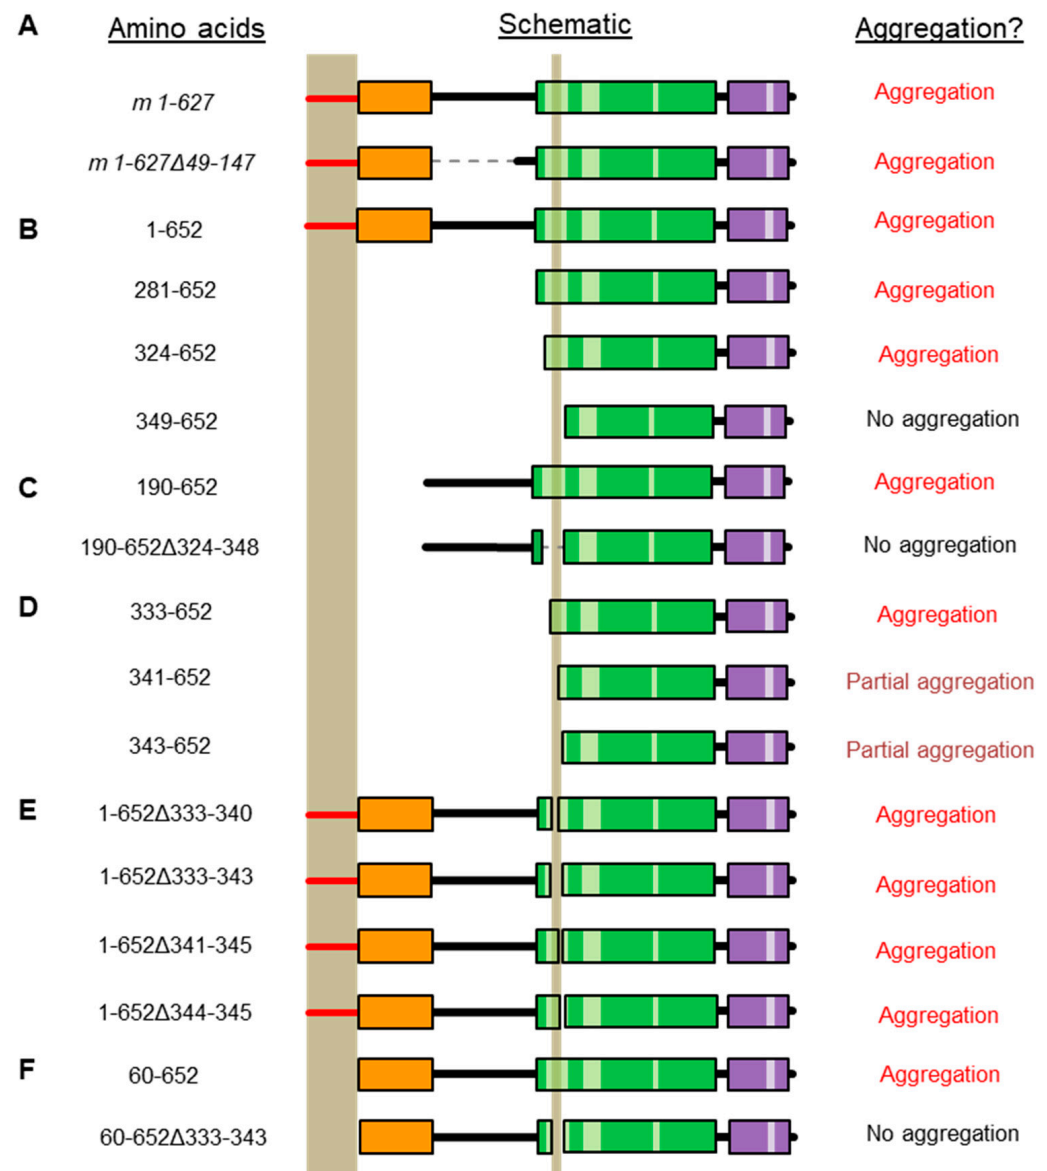 A Amino acids Schematic Aggregation?
m 1-627 Aggregation
m 1-627Δ49-147 Aggregation
B 1-652 Aggregation
281-652 Aggregation
324-652 Aggregation
349-652 No aggregation
C 190-652 Aggregation
190-652Δ324-348 No aggregation
D 333-652 Aggregation
341-652 Partial aggregation
343-652 Partial aggregation
E 1-652Δ333-340 Aggregation
1-652Δ333-343 Aggregation
1-652Δ341-345 Aggregation
1-652Δ344-345 Aggregation
F 60-652 Aggregation
60-652Δ333-343 No aggregation